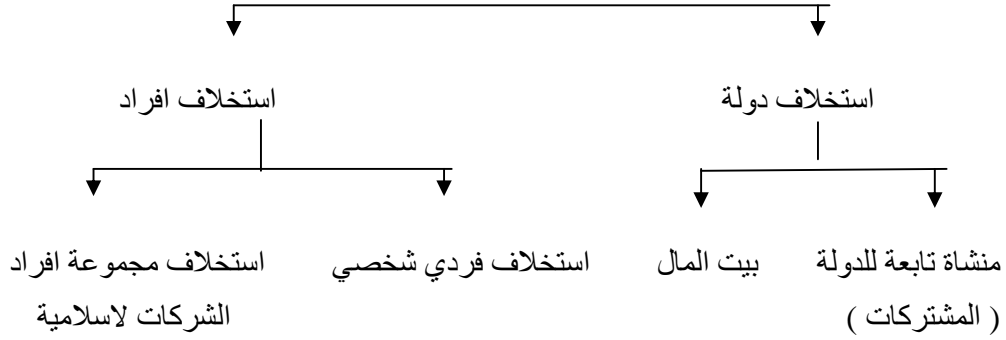 استخلاف دولة
استخلاف افراد
منشاة تابعة للدولة
( المشتركات )
بيت المال
استخلاف فردي شخصي
استخلاف مجموعة افراد
الشركات لاسلامية